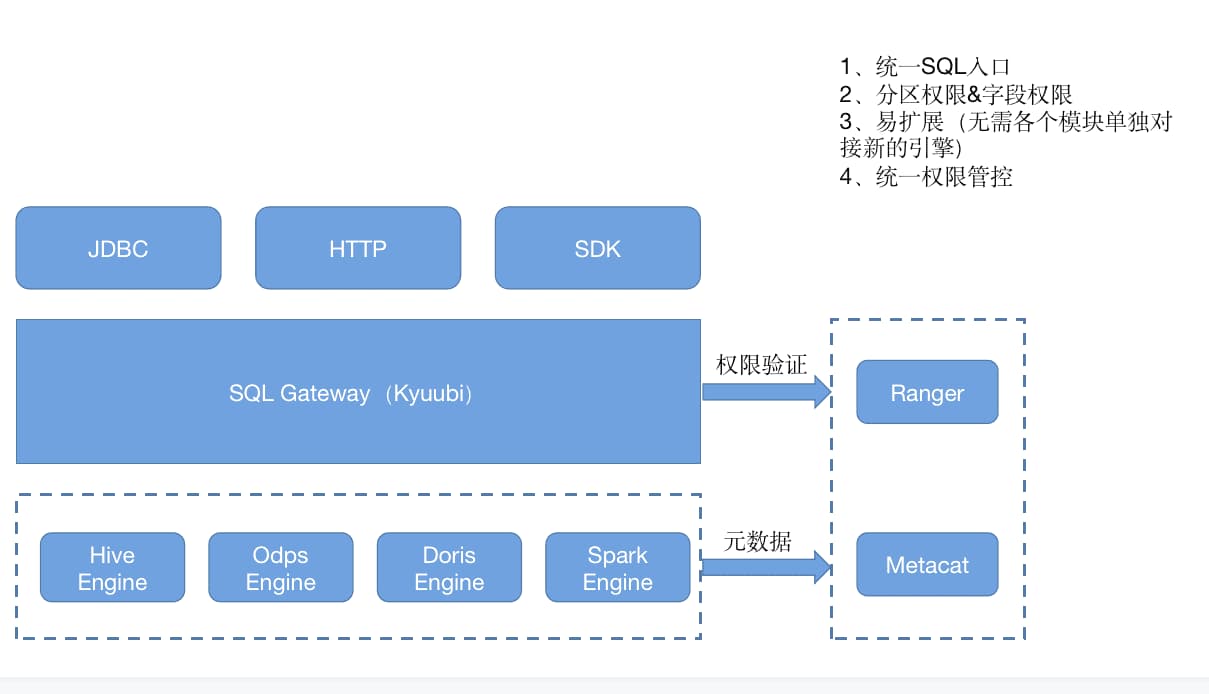 1、统一SQL入口
2、分区权限&字段权限
3、易扩展（无需各个模块单独对
接新的引擎）
4、统一权限管控
JDBC
HTTP
SDK
SQL Gateway（Kyuubi）
权限验证
Ranger
Hive
Engine
Odps
Engine
Doris
Engine
Spark
Engine
元数据
Metacat